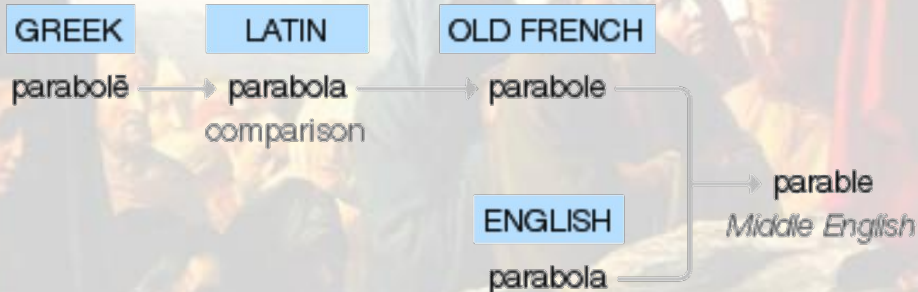 GREEK LATIN OLD FRENCH
parabolē parabola parabole
comparison
parable
ENGLISH Middle English
parabola